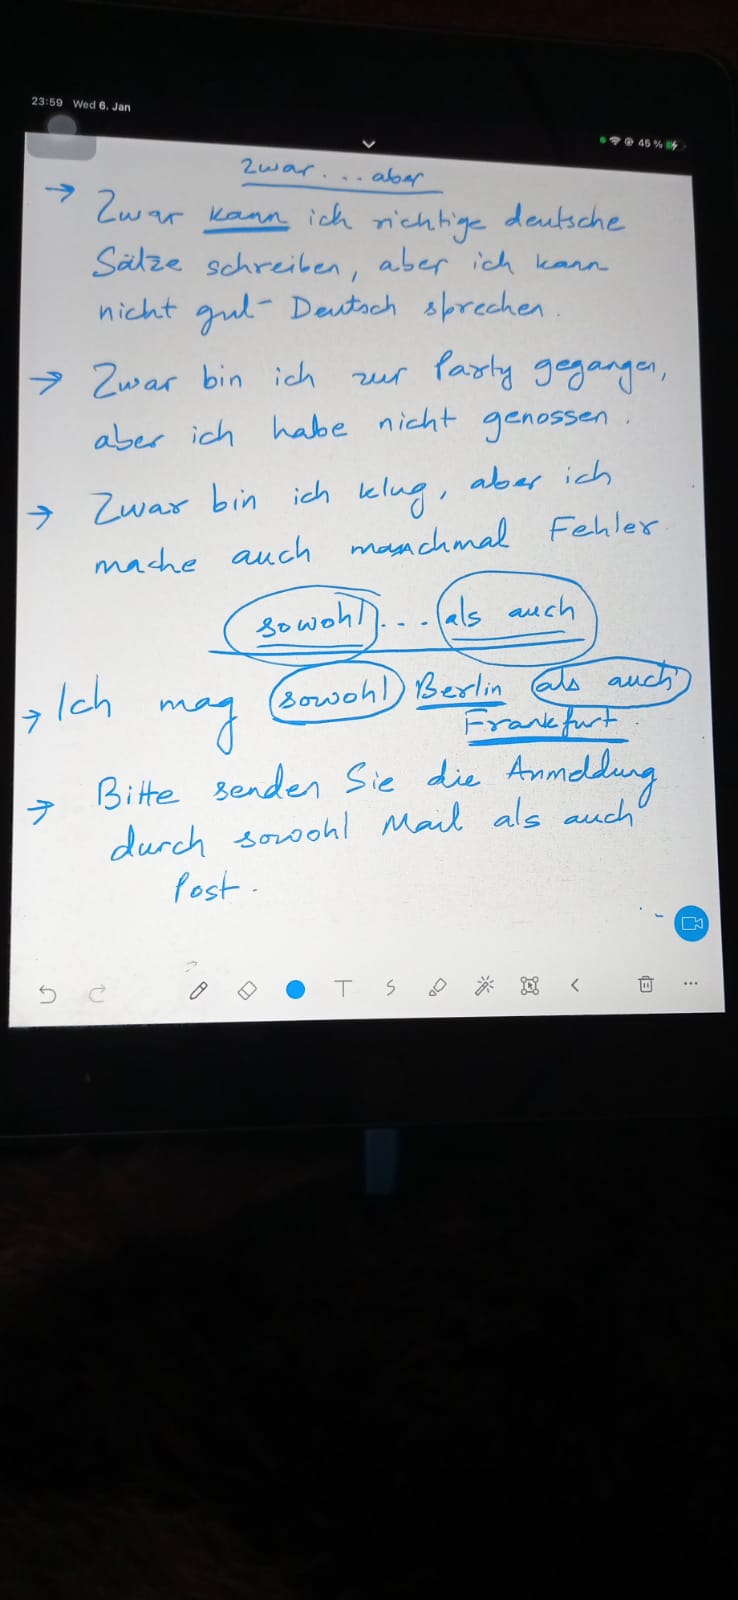 23:59 Wed 6. Jan
45 %
zwar....aber
→ Zwar kann ich richtige deutsche
Sätze schreiben, aber ich kann
nicht gut Deutsch sprechen.
→ Zwar bin ich zur Party gegangen,
aber ich habe nicht genossen.
→ Zwar bin ich klug, aber ich
mache auch manchmal Fehler.
sowohl... als auch
→ Ich mag sowohl Berlin als auch
Frankfurt.
→ Bitte senden Sie die Anmeldung
durch sowohl Mail als auch
Post.
T